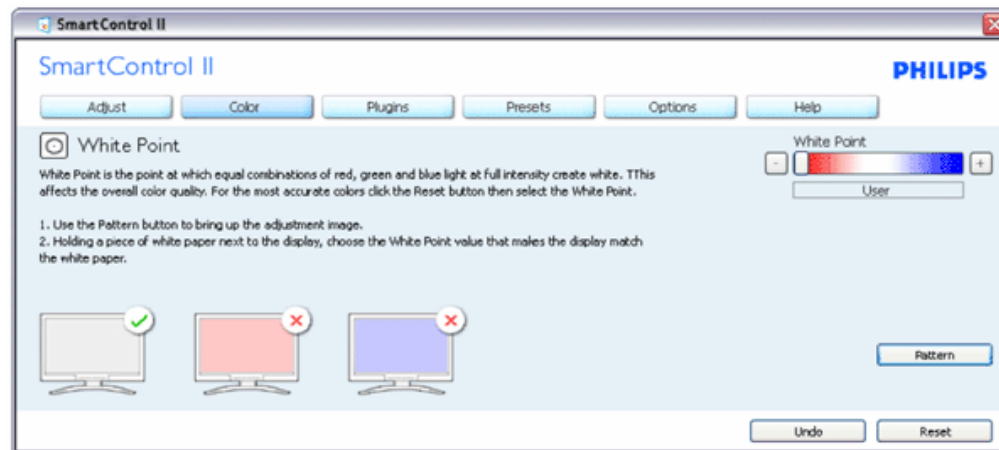 SmartControl II
SmartControl II
PHILIPS
Adjust Color Plugins Presets Options Help
White Point
White Point is the point at which equal combinations of red, green and blue light at full intensity create white. TThis
affects the overall color quality. For the most accurate colors click the Reset button then select the White Point.
1. Use the Pattern button to bring up the adjustment image.
2. Holding a piece of white paper next to the display, choose the White Point value that makes the display match
the white paper.
White Point
- +
User
Pattern
Undo Reset